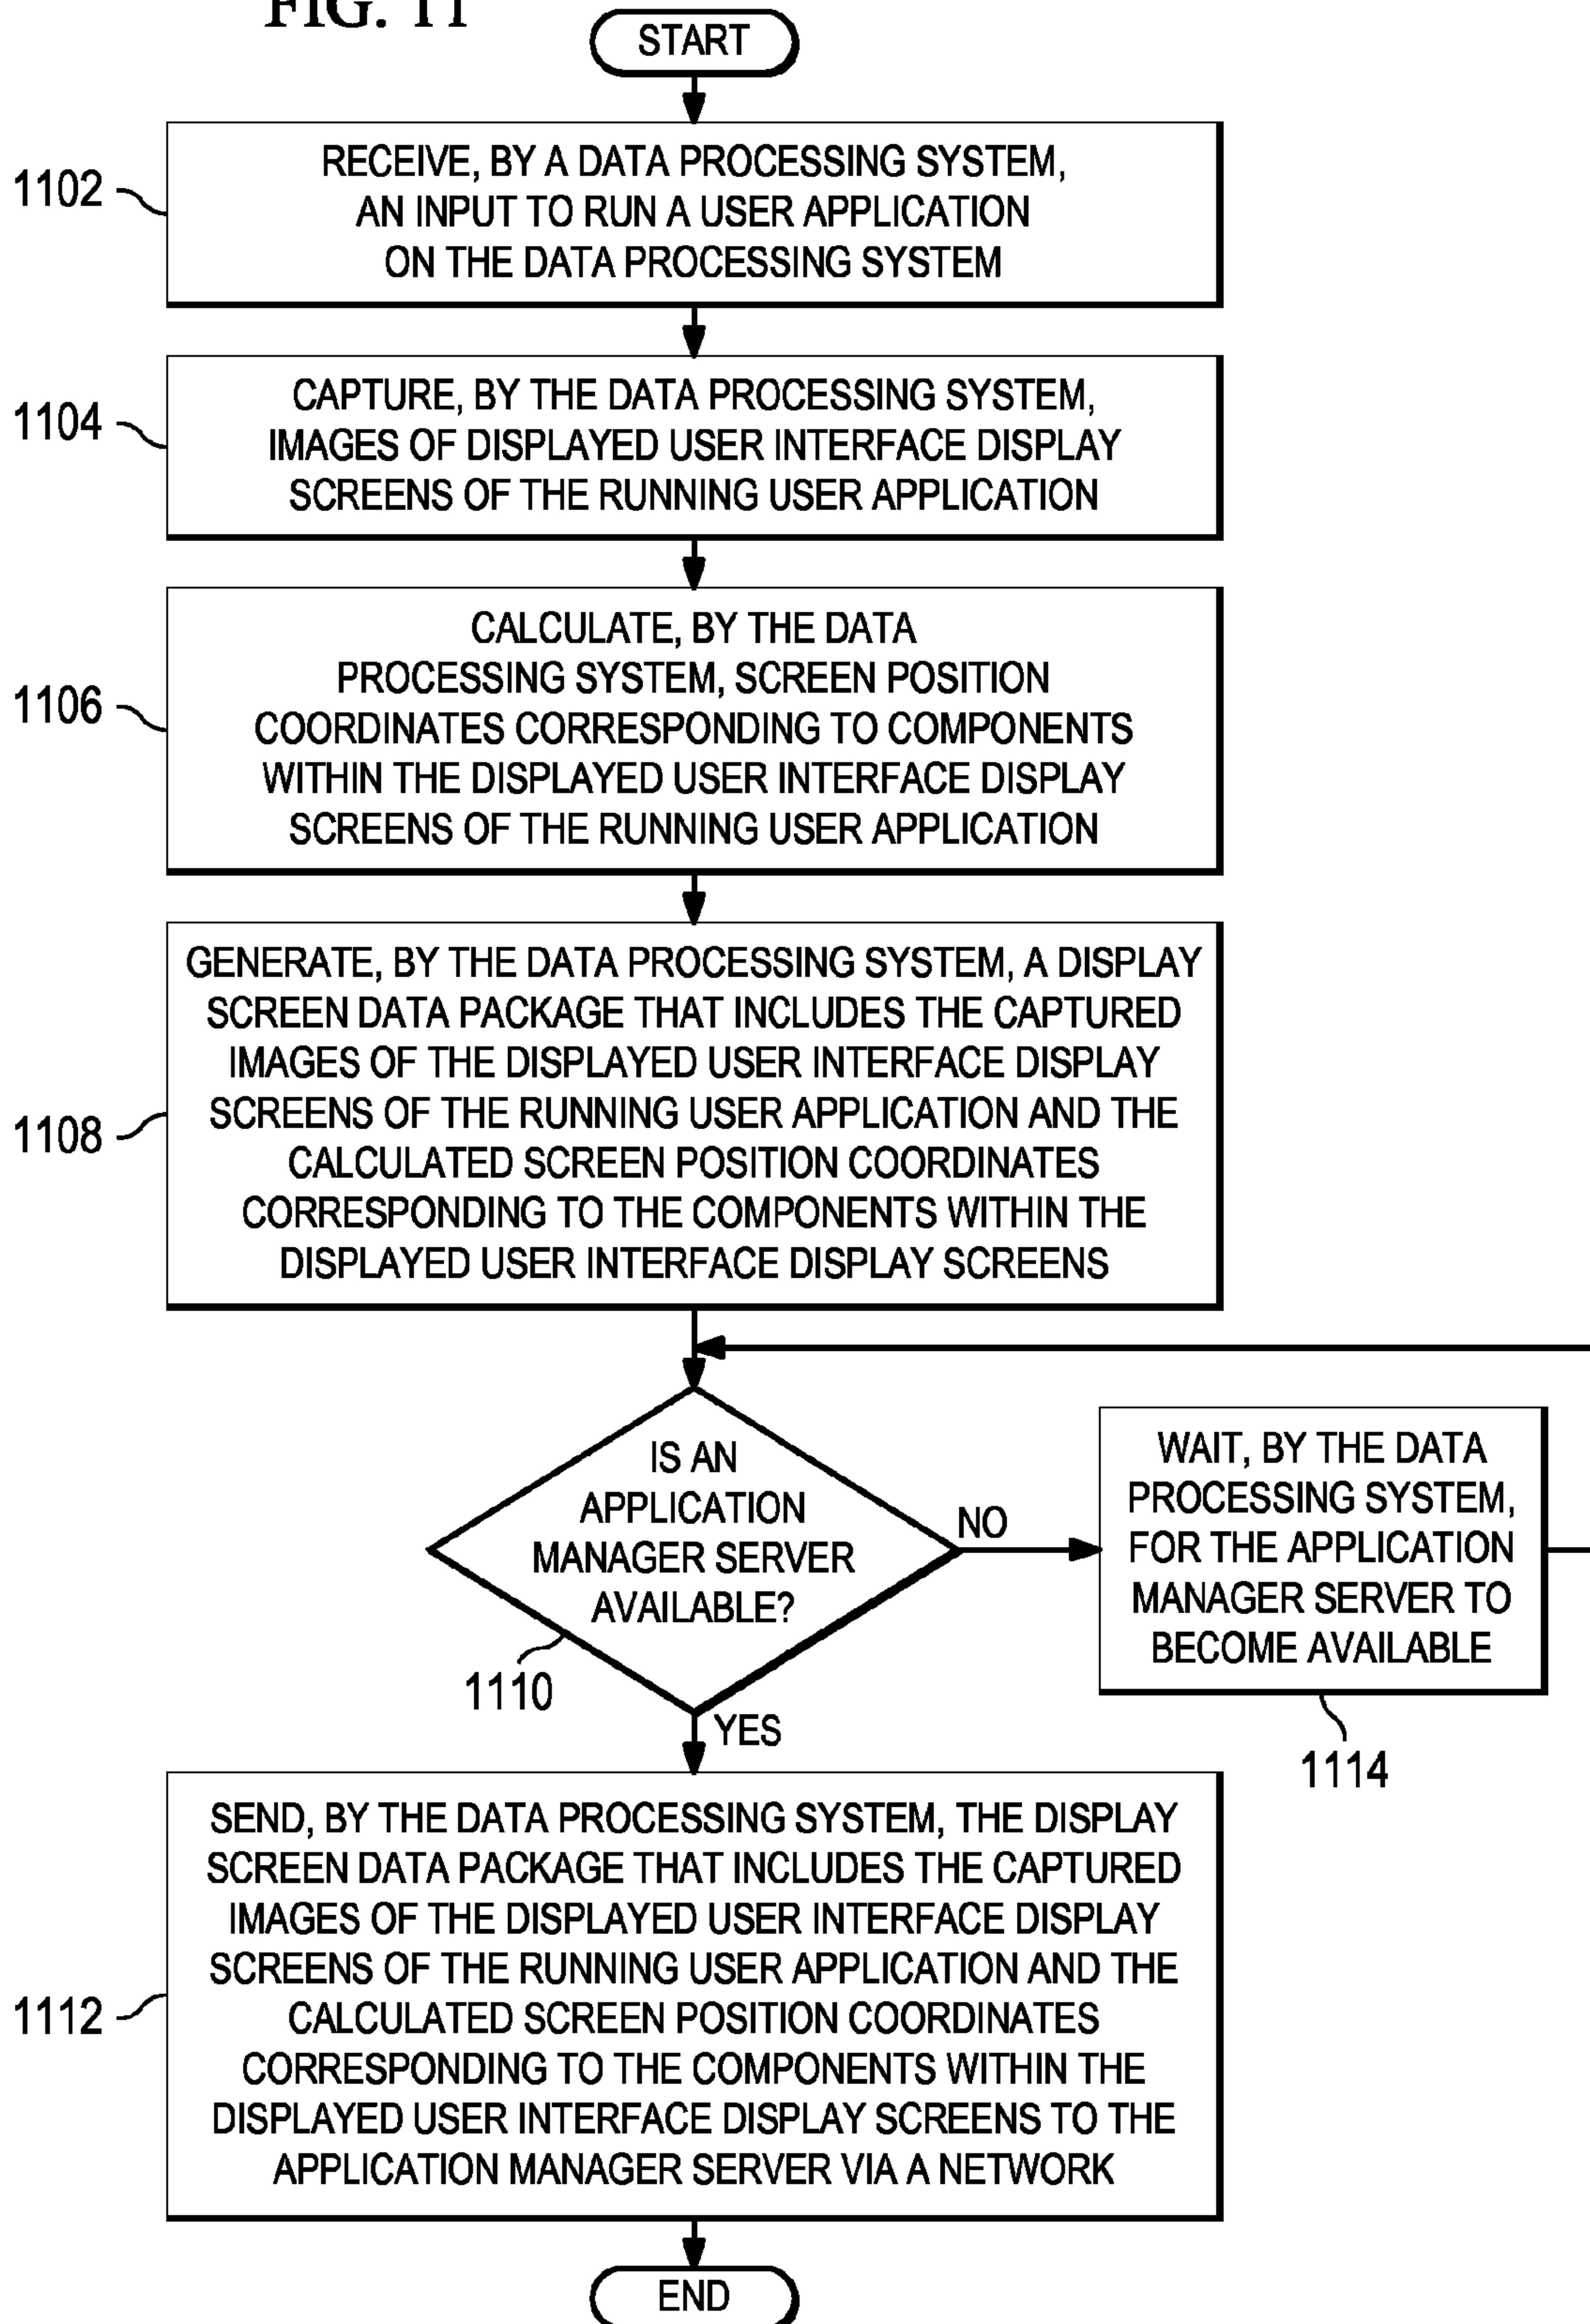 FIG. 11
START
1102
RECEIVE, BY A DATA PROCESSING SYSTEM,
AN INPUT TO RUN A USER APPLICATION
ON THE DATA PROCESSING SYSTEM
1104
CAPTURE, BY THE DATA PROCESSING SYSTEM,
IMAGES OF DISPLAYED USER INTERFACE DISPLAY
SCREENS OF THE RUNNING USER APPLICATION
1106
CALCULATE, BY THE DATA
PROCESSING SYSTEM, SCREEN POSITION
COORDINATES CORRESPONDING TO COMPONENTS
WITHIN THE DISPLAYED USER INTERFACE DISPLAY
SCREENS OF THE RUNNING USER APPLICATION
1108
GENERATE, BY THE DATA PROCESSING SYSTEM, A DISPLAY
SCREEN DATA PACKAGE THAT INCLUDES THE CAPTURED
IMAGES OF THE DISPLAYED USER INTERFACE DISPLAY
SCREENS OF THE RUNNING USER APPLICATION AND THE
CALCULATED SCREEN POSITION COORDINATES
CORRESPONDING TO THE COMPONENTS WITHIN THE
DISPLAYED USER INTERFACE DISPLAY SCREENS
IS AN
APPLICATION
MANAGER SERVER
AVAILABLE?
1110
NO
WAIT, BY THE DATA
PROCESSING SYSTEM,
FOR THE APPLICATION
MANAGER SERVER TO
BECOME AVAILABLE
1114
YES
1112
SEND, BY THE DATA PROCESSING SYSTEM, THE DISPLAY
SCREEN DATA PACKAGE THAT INCLUDES THE CAPTURED
IMAGES OF THE DISPLAYED USER INTERFACE DISPLAY
SCREENS OF THE RUNNING USER APPLICATION AND THE
CALCULATED SCREEN POSITION COORDINATES
CORRESPONDING TO THE COMPONENTS WITHIN THE
DISPLAYED USER INTERFACE DISPLAY SCREENS TO THE
APPLICATION MANAGER SERVER VIA A NETWORK
END